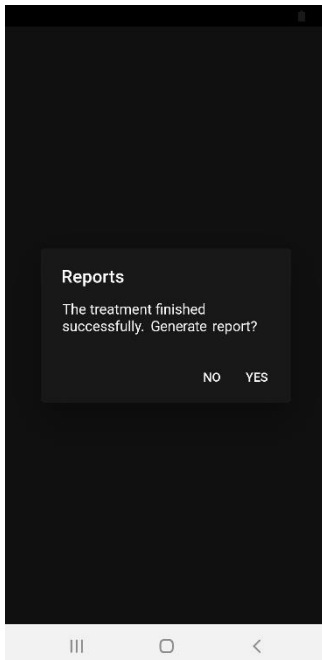 Reports
The treatment finished
successfully. Generate report?
NO YES